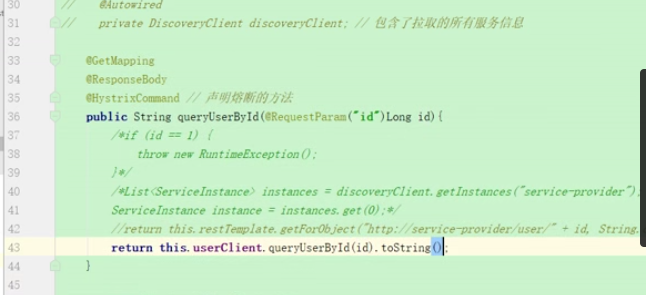 30 // @Autowired
31 // private DiscoveryClient discoveryClient; // 包含了拉取的所有服务信息
32
33 @GetMapping
34 @ResponseBody
35 @HystrixCommand // 声明熔断的方法
36 public String queryUserById(@RequestParam("id")Long id){
37 /*if (id == 1) {
38 throw new RuntimeException();
39 }*/
40 /*List<ServiceInstance> instances = discoveryClient.getInstances("service-provider")
41 ServiceInstance instance = instances.get(0);*/
42 //return this.restTemplate.getForObject("http://service-provider/user/" + id, String.
43 return this.userClient.queryUserById(id).toString();
44 }
45